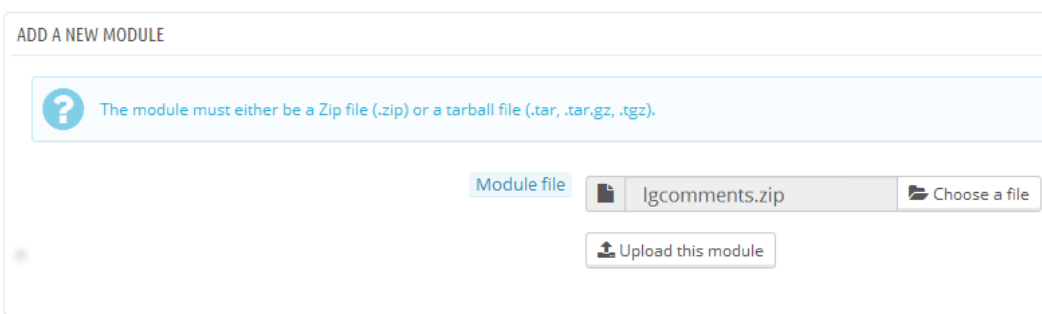 ADD A NEW MODULE
The module must either be a Zip file (.zip) or a tarball file (.tar, .tar.gz, .tgz).
Module file
lgcomments.zip
Choose a file
Upload this module